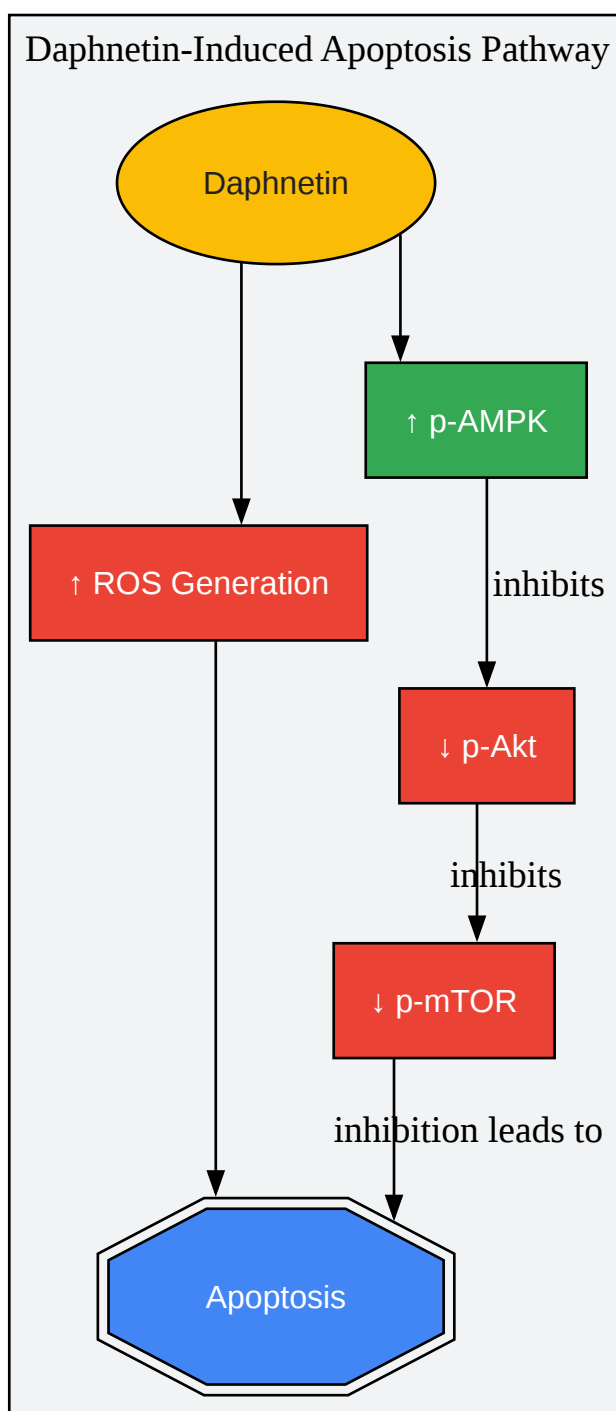 Daphnetin-Induced Apoptosis Pathway
Daphnetin
↑ p-AMPK
↑ ROS Generation
inhibits
↓ p-Akt
inhibits
↓ p-mTOR
inhibition leads to
Apoptosis